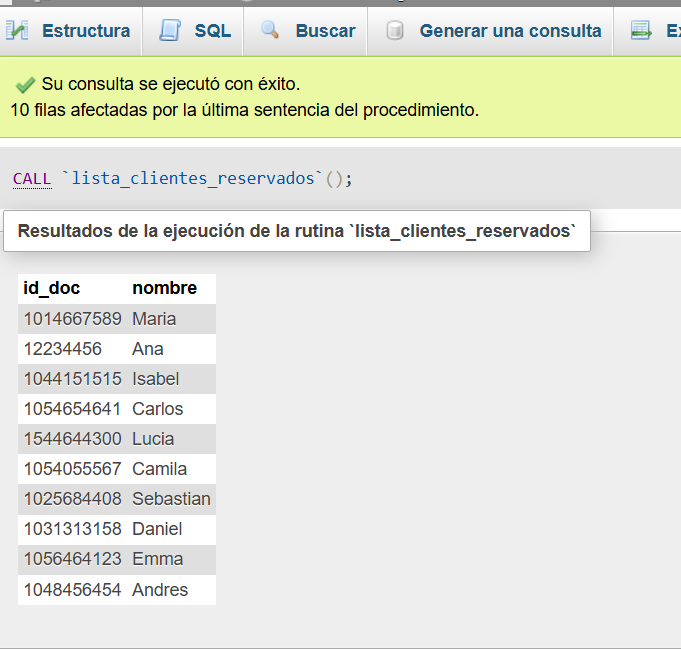 Estructura SQL Buscar Generar una consulta
Su consulta se ejecutó con éxito.
10 filas afectadas por la última sentencia del procedimiento.
CALL `lista_clientes_reservados`();
Resultados de la ejecución de la rutina `lista_clientes_reservados`
id_doc nombre
1014667589 Maria
12234456 Ana
1044151515 Isabel
1054654641 Carlos
1544644300 Lucia
1054055567 Camila
1025684408 Sebastian
1031313158 Daniel
1056464123 Emma
1048456454 Andres